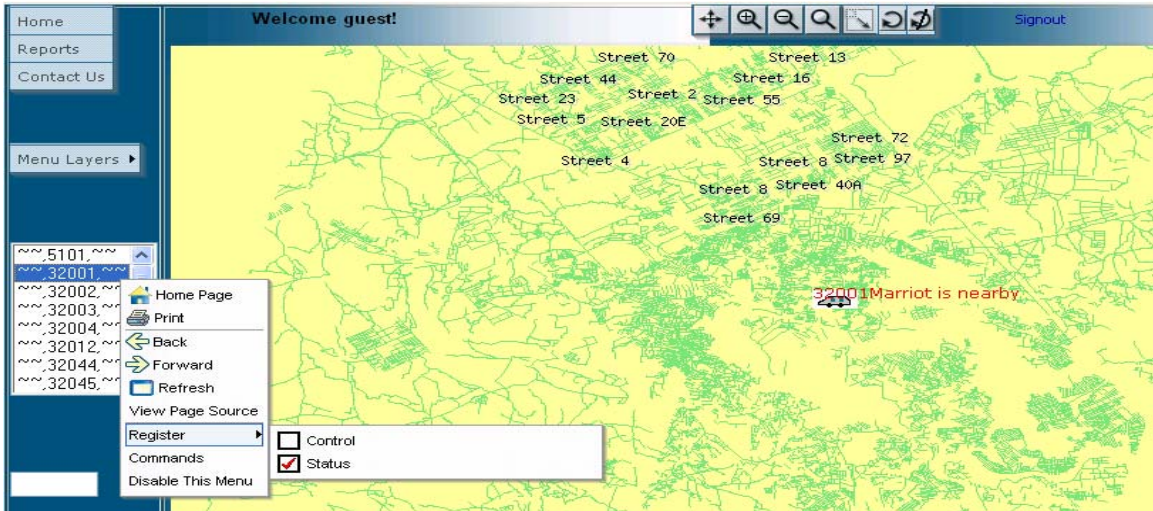 Home
Reports
Contact Us
Menu Layers
Welcome guest!
Signout
~~,5101,~~
~~,32001,~~
~~,32002,~~
~~,32003,~
~~,32004,~
~~,32012,~~
~~,32044,~~
~~,32045,~~
Home Page
Print
Back
Forward
Refresh
View Page Source
Register
Commands
Disable This Menu
Control
Status
Street 70
Street 13
Street 44
Street 16
Street 23
Street 2
Street 55
Street 5
Street 20E
Street 72
Street 4
Street 8
Street 97
Street 8
Street 40A
Street 69
32001Marriot is nearby